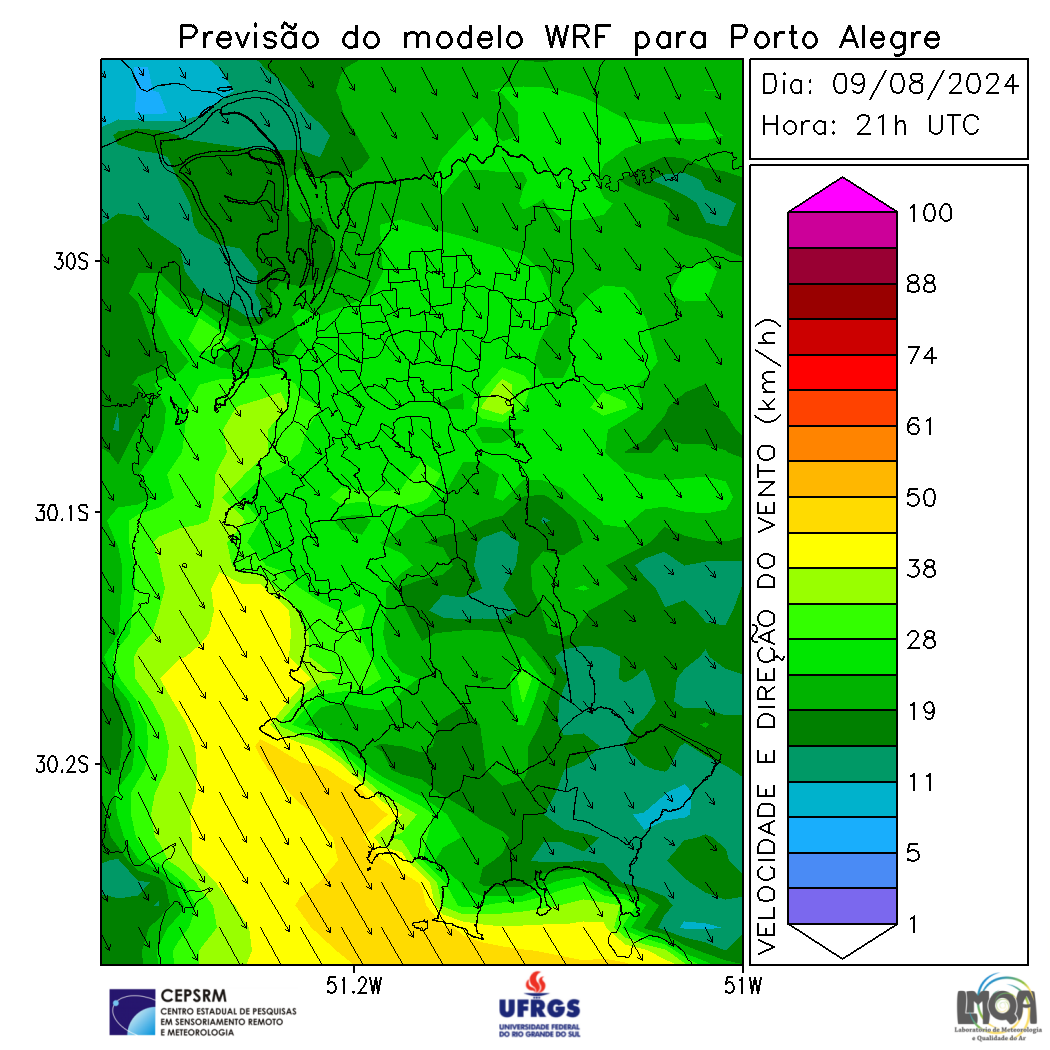 Previsão do modelo WRF para Porto Alegre
Dia: 09/08/2024
Hora: 21h UTC
30S
30.1S
30.2S
51.2W
51W
VELOCIDADE E DIREÇÃO DO VENTO (km/h)
100
88
74
61
50
38
28
19
11
5
1
CEPSRM
CENTRO ESTADUAL DE PESQUISAS
EM SENSORIAMENTO REMOTO
E METEOROLOGIA
UFRGS
UNIVERSIDADE FEDERAL
DO RIO GRANDE DO SUL
LMQA
Laboratório de Meteorologia
e Qualidade do Ar